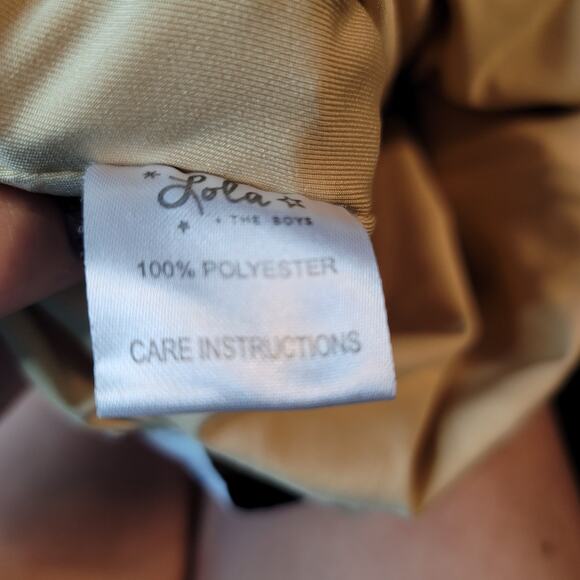 Lola
+ THE BOYS
100% POLYESTER
CARE INSTRUCTIONS